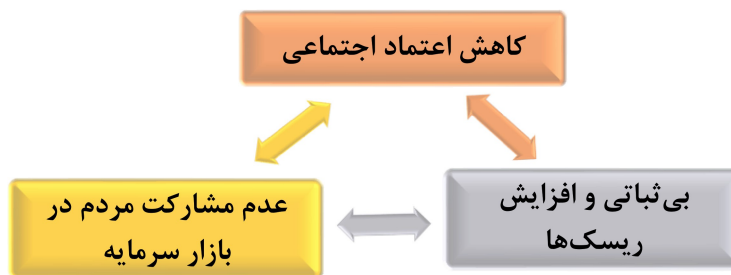 کاهش اعتماد اجتماعی
بی‌ثباتی و افزایش
ریسک‌ها
عدم مشارکت مردم در
بازار سرمایه